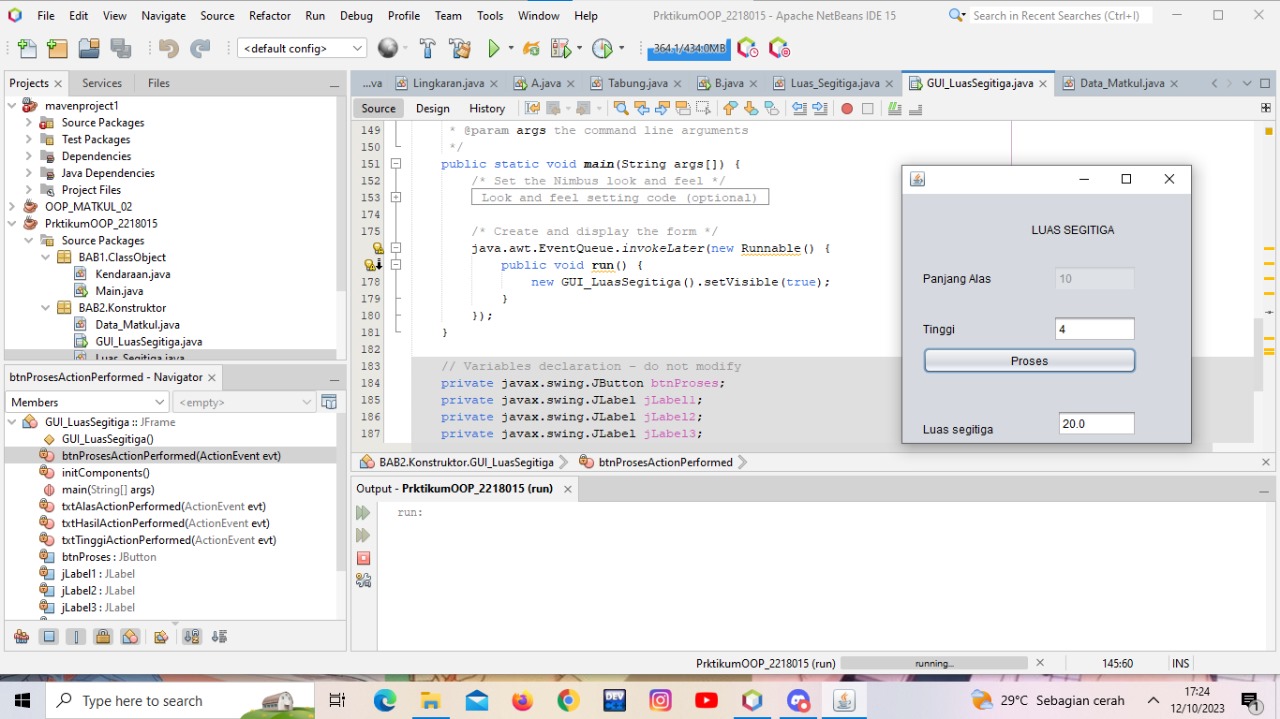 File Edit View Navigate Source Refactor Run Debug Profile Team Tools Window Help PrktikumOOP_2218015 - Apache NetBeans IDE 15 Search in Recent Searches (Ctrl+I)
<default config> 364.1/434.0MB
Projects Services Files
...va Lingkaran.java A.java Tabung.java B.java Luas_Segitiga.java GUI_LuasSegitiga.java Data_Matkul.java
Source Design History
mavenproject1
Source Packages
Test Packages
Dependencies
Java Dependencies
Project Files
OOP_MATKUL_02
PrktikumOOP_2218015
Source Packages
BAB1.ClassObject
Kendaraan.java
Main.java
BAB2.Konstruktor
Data_Matkul.java
GUI_LuasSegitiga.java
Luas_Segitiga.java
149 * @param args the command line arguments
150 */
151 public static void main(String args[]) {
152 /* Set the Nimbus look and feel */
153 Look and feel setting code (optional)
174
175 /* Create and display the form */
java.awt.EventQueue.invokeLater(new Runnable() {
public void run() {
178 new GUI_LuasSegitiga().setVisible(true);
179 }
180 });
181 }
182
183 // Variables declaration - do not modify
184 private javax.swing.JButton btnProses;
185 private javax.swing.JLabel jLabel1;
186 private javax.swing.JLabel jLabel2;
187 private javax.swing.JLabel jLabel3;
LUAS SEGITIGA
Panjang Alas 10
Tinggi 4
Proses
Luas segitiga 20.0
btnProsesActionPerformed - Navigator
Members <empty>
GUI_LuasSegitiga :: JFrame
GUI_LuasSegitiga()
btnProsesActionPerformed(ActionEvent evt)
initComponents()
main(String[] args)
txtAlasActionPerformed(ActionEvent evt)
txtHasilActionPerformed(ActionEvent evt)
txtTinggiActionPerformed(ActionEvent evt)
btnProses : JButton
jLabel1 : JLabel
jLabel2 : JLabel
jLabel3 : JLabel
BAB2.Konstruktor.GUI_LuasSegitiga btnProsesActionPerformed
Output - PrktikumOOP_2218015 (run)
run:
PrktikumOOP_2218015 (run) running... 145:60 INS
Type here to search
DEV
29°C Sebagian cerah
17:24
12/10/2023
1